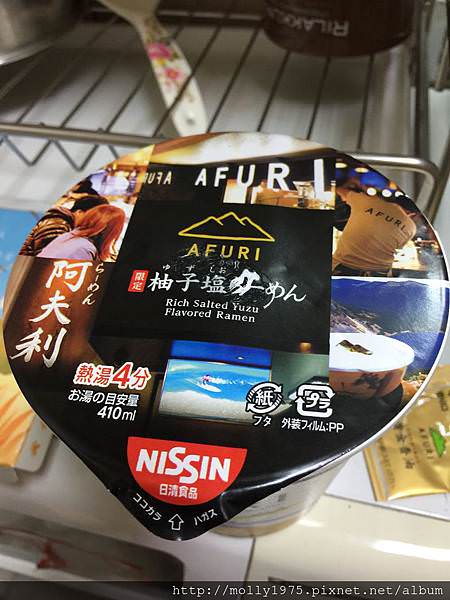 RILAKK
AFURI
AFURI
AFURI
AFURI
限定
ゆずしお
柚子塩らーめん
Rich Salted Yuzu
Flavored Ramen
らーめん
阿夫利
熱湯4分
お湯の目安量
410ml
紙
フタ
プラ
外装フィルム:PP
NISSIN
日清食品
ココカラ
ハガス
AFURI
http://molly1975.pixnet.net/album